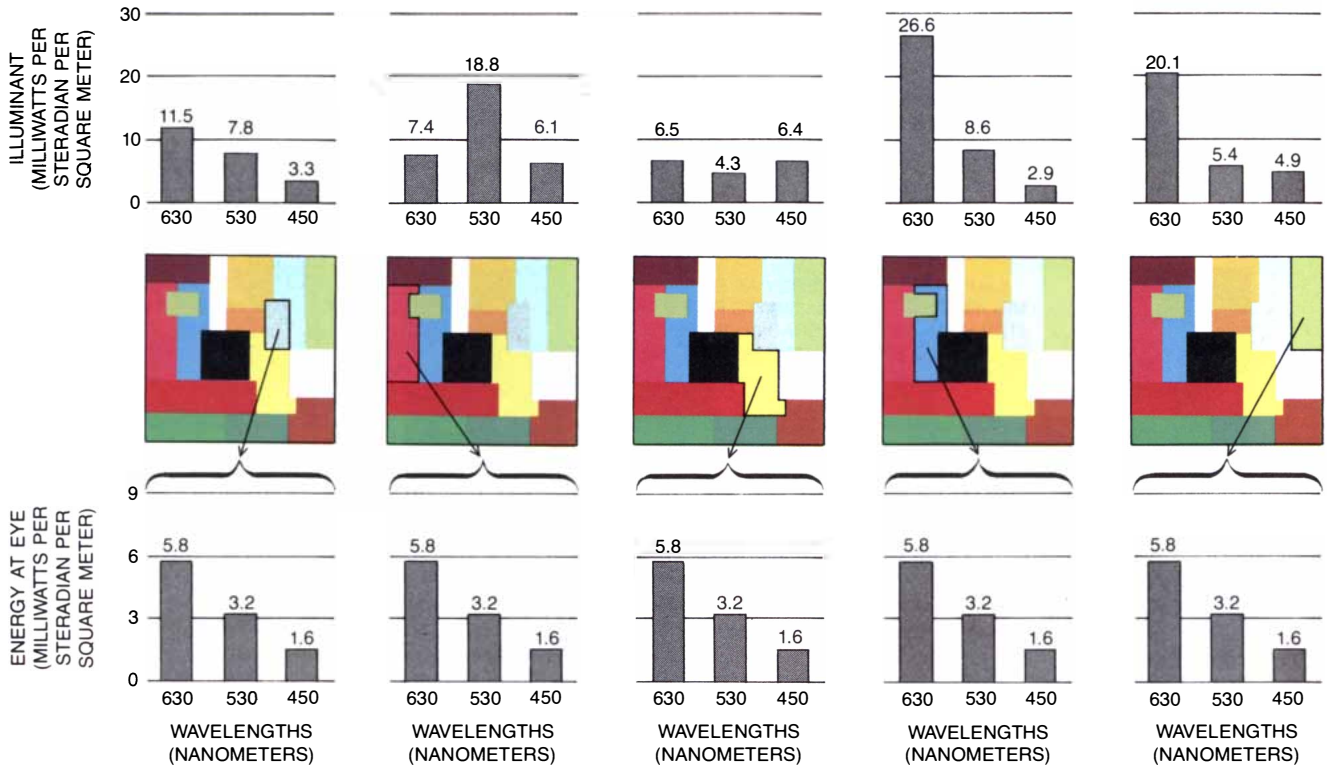 ILLUMINANT
(MILLIWATTS PER
STERADIAN PER
SQUARE METER)
30
20
10
0
11.5
7.8
3.3
630 530 450
7.4
18.8
6.1
630 530 450
6.5
4.3
6.4
630 530 450
26.6
8.6
2.9
630 530 450
20.1
5.4
4.9
630 530 450
ENERGY AT EYE
(MILLIWATTS PER
STERADIAN PER
SQUARE METER)
9
6
3
0
5.8
3.2
1.6
630 530 450
WAVELENGTHS
(NANOMETERS)
5.8
3.2
1.6
630 530 450
WAVELENGTHS
(NANOMETERS)
5.8
3.2
1.6
630 530 450
WAVELENGTHS
(NANOMETERS)
5.8
3.2
1.6
630 530 450
WAVELENGTHS
(NANOMETERS)
5.8
3.2
1.6
630 530 450
WAVELENGTHS
(NANOMETERS)